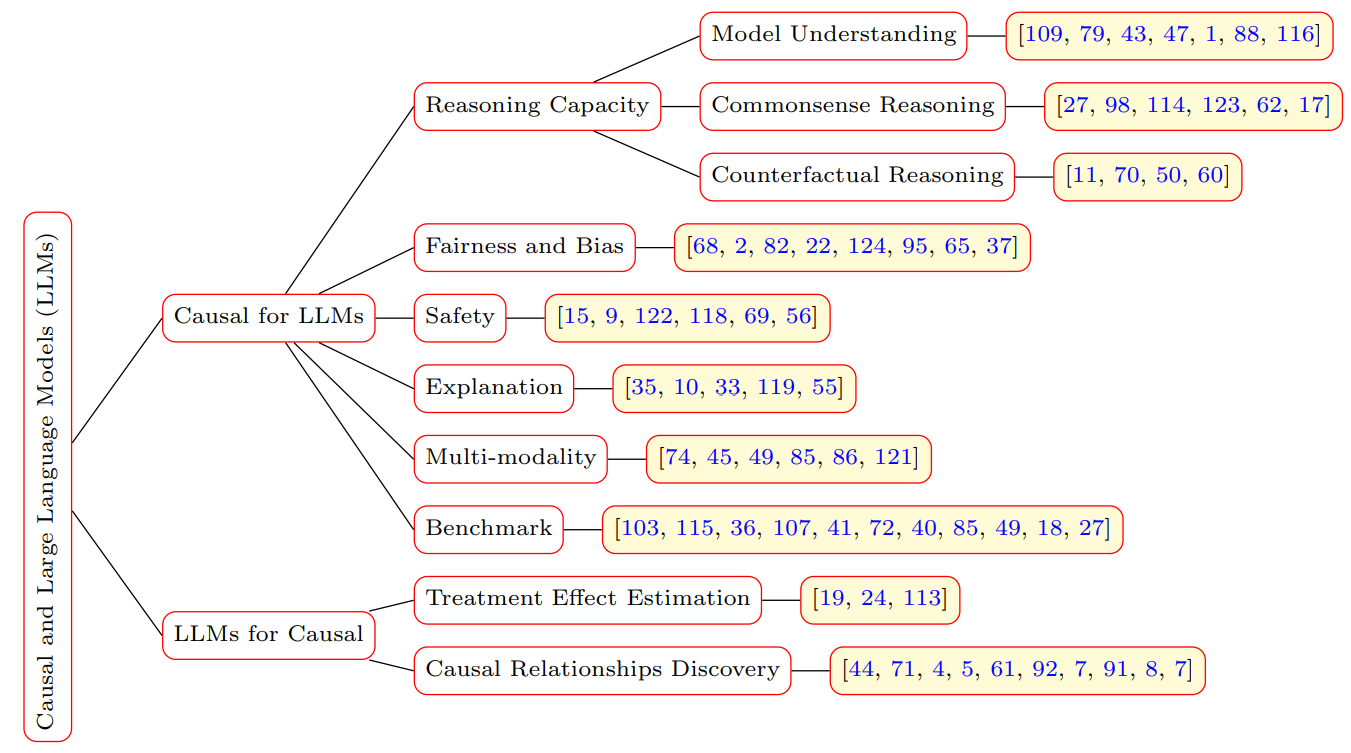 Causal and Large Language Models (LLMs)
Causal for LLMs
Reasoning Capacity
Model Understanding
[109, 79, 43, 47, 1, 88, 116]
Commonsense Reasoning
[27, 98, 114, 123, 62, 17]
Counterfactual Reasoning
[11, 70, 50, 60]
Fairness and Bias
[68, 2, 82, 22, 124, 95, 65, 37]
Safety
[15, 9, 122, 118, 69, 56]
Explanation
[35, 10, 33, 119, 55]
Multi-modality
[74, 45, 49, 85, 86, 121]
Benchmark
[103, 115, 36, 107, 41, 72, 40, 85, 49, 18, 27]
LLMs for Causal
Treatment Effect Estimation
[19, 24, 113]
Causal Relationships Discovery
[44, 71, 4, 5, 61, 92, 7, 91, 8, 7]